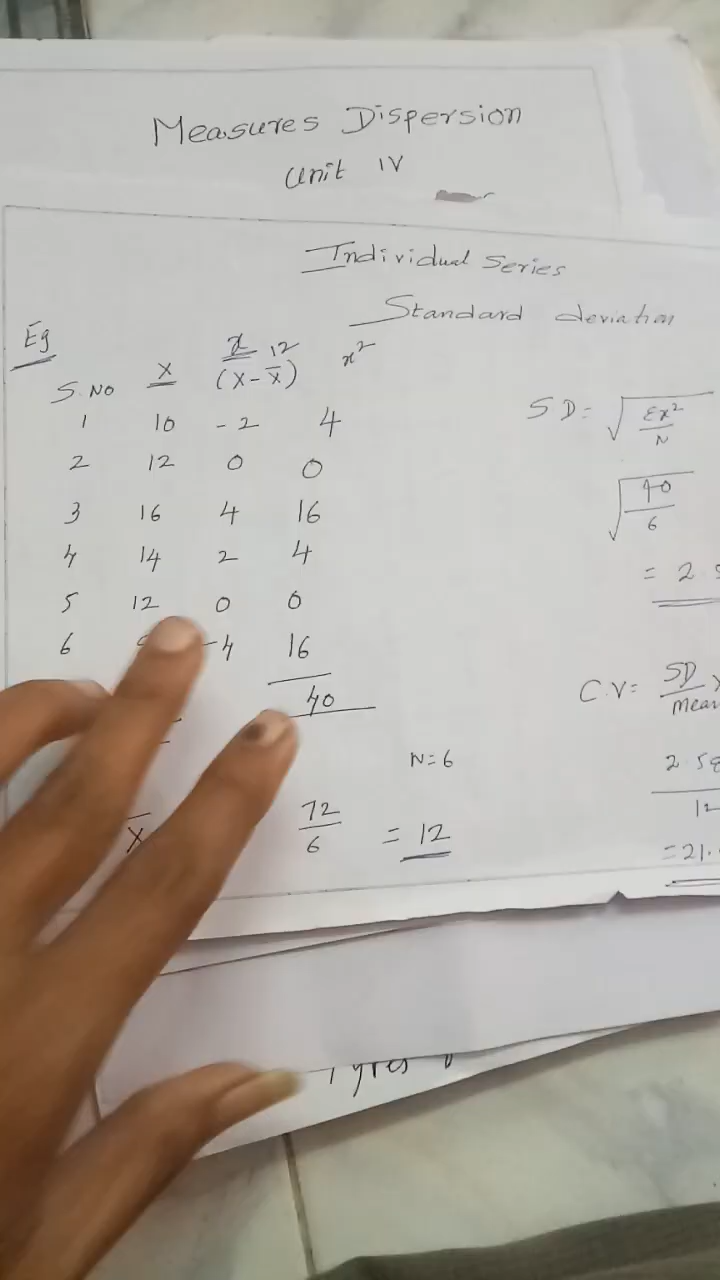 Measures Dispersion
Unit IV
Individual Series
Standard deviation
Eg
S.No X x 12 (X-X̅) x²
1 10 -2 4
2 12 0 0
3 16 4 16
4 14 2 4
5 12 0 0
6 -4 16
40
SD= √Σx²/N
√40/6
= 2.5
C.V= SD/mean X
2.58/12
=21.
N=6
X̅ 72/6 = 12